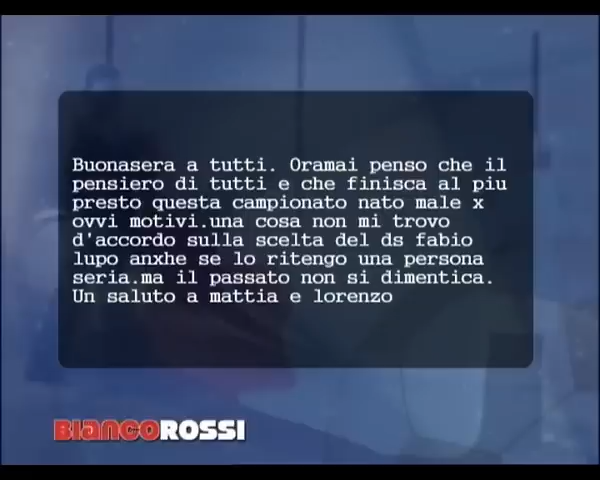 Buonasera a tutti. Oramai penso che il
pensiero di tutti e che finisca al piu
presto questa campionato nato male x
ovvi motivi.una cosa non mi trovo
d'accordo sulla scelta del ds fabio
lupo anxhe se lo ritengo una persona
seria.ma il passato non si dimentica.
Un saluto a mattia e lorenzo
BIANCOROSSI